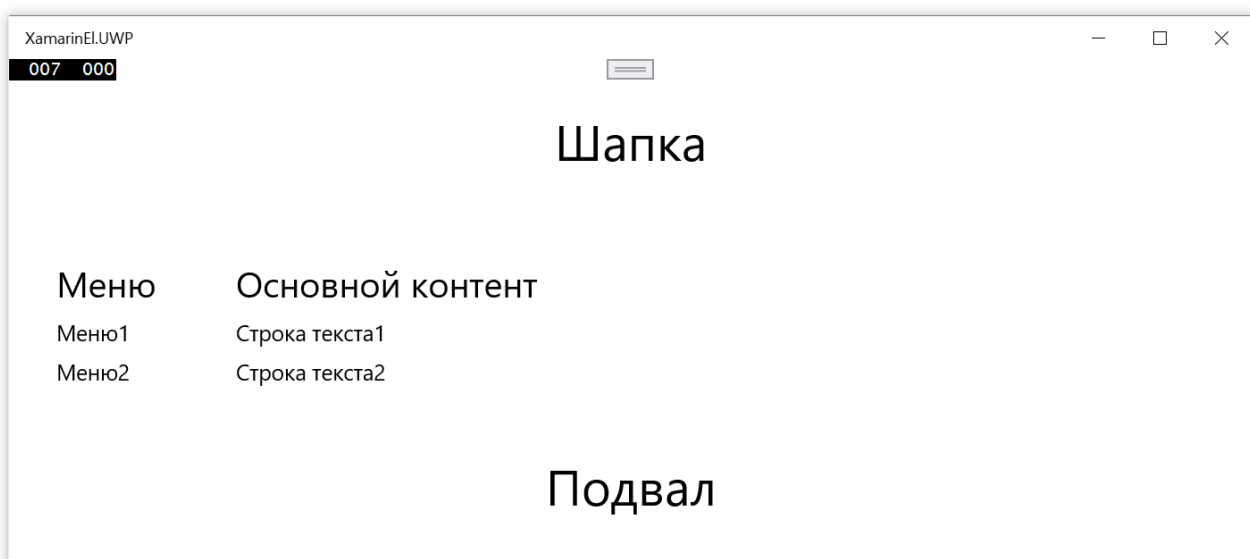 XamarinEl.UWP
007 000
Шапка
Меню Основной контент
Меню1 Строка текста1
Меню2 Строка текста2
Подвал